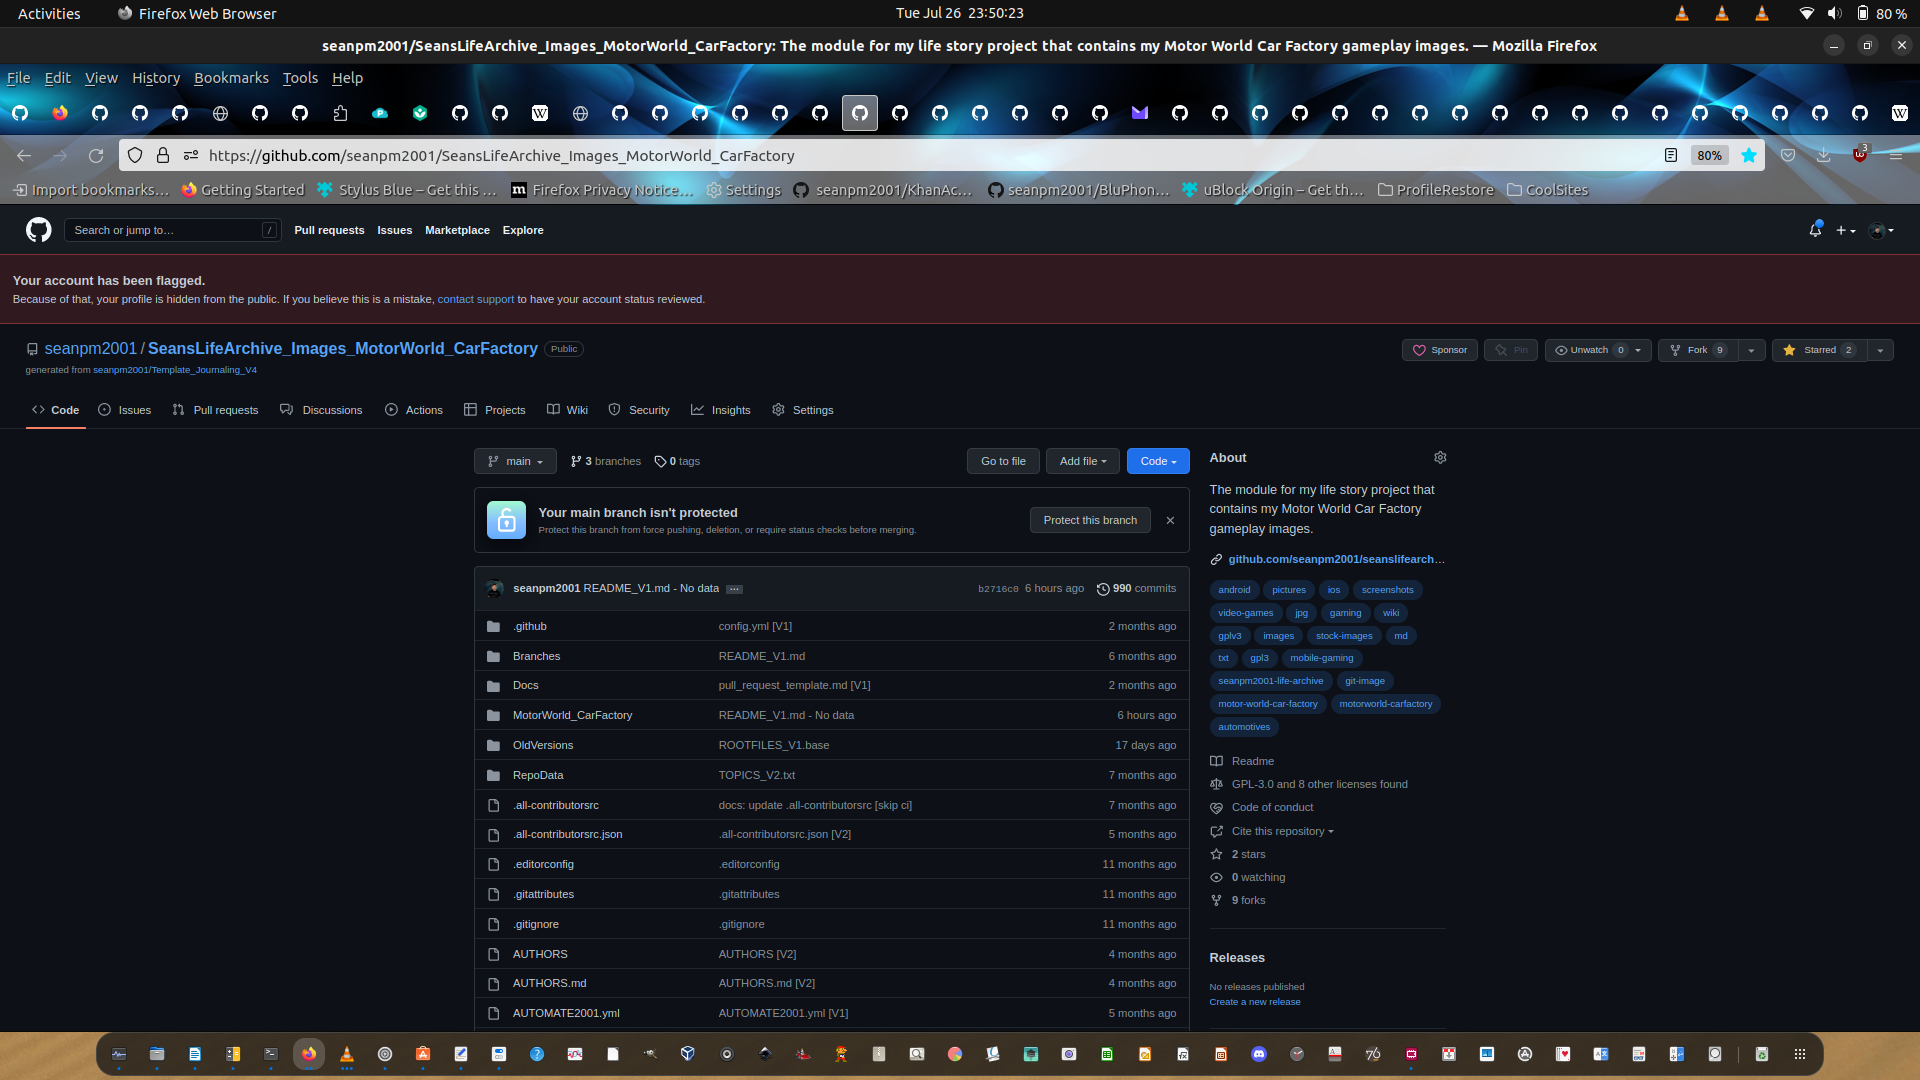 Activities Firefox Web Browser Tue Jul 26 23:50:23 80 %
seanpm2001/SeansLifeArchive_Images_MotorWorld_CarFactory: The module for my life story project that contains my Motor World Car Factory gameplay images. — Mozilla Firefox
File Edit View History Bookmarks Tools Help
https://github.com/seanpm2001/SeansLifeArchive_Images_MotorWorld_CarFactory 80% 3
Import bookmarks… Getting Started Stylus Blue – Get this … Firefox Privacy Notice… Settings seanpm2001/KhanAc… seanpm2001/BluPhon… uBlock Origin – Get th… ProfileRestore CoolSites
Search or jump to… / Pull requests Issues Marketplace Explore
Your account has been flagged.
Because of that, your profile is hidden from the public. If you believe this is a mistake, contact support to have your account status reviewed.
seanpm2001 / SeansLifeArchive_Images_MotorWorld_CarFactory Public
Sponsor Pin Unwatch 0 Fork 9 Starred 2
generated from seanpm2001/Template_Journaling_V4
Code Issues Pull requests Discussions Actions Projects Wiki Security Insights Settings
main 3 branches 0 tags Go to file Add file Code
Your main branch isn't protected
Protect this branch from force pushing, deletion, or require status checks before merging.
Protect this branch
seanpm2001 README_V1.md - No data … b2716c0 6 hours ago 990 commits
.github config.yml [V1] 2 months ago
Branches README_V1.md 6 months ago
Docs pull_request_template.md [V1] 2 months ago
MotorWorld_CarFactory README_V1.md - No data 6 hours ago
OldVersions ROOTFILES_V1.base 17 days ago
RepoData TOPICS_V2.txt 7 months ago
.all-contributorsrc docs: update .all-contributorsrc [skip ci] 7 months ago
.all-contributorsrc.json .all-contributorsrc.json [V2] 5 months ago
.editorconfig .editorconfig 11 months ago
.gitattributes .gitattributes 11 months ago
.gitignore .gitignore 11 months ago
AUTHORS AUTHORS [V2] 4 months ago
AUTHORS.md AUTHORS.md [V2] 4 months ago
AUTOMATE2001.yml AUTOMATE2001.yml [V1] 5 months ago
About
The module for my life story project that
contains my Motor World Car Factory
gameplay images.
github.com/seanpm2001/seanslifearch…
android pictures ios screenshots
video-games jpg gaming wiki
gplv3 images stock-images md
txt gpl3 mobile-gaming
seanpm2001-life-archive git-image
motor-world-car-factory motorworld-carfactory
automotives
Readme
GPL-3.0 and 8 other licenses found
Code of conduct
Cite this repository
2 stars
0 watching
9 forks
Releases
No releases published
Create a new release